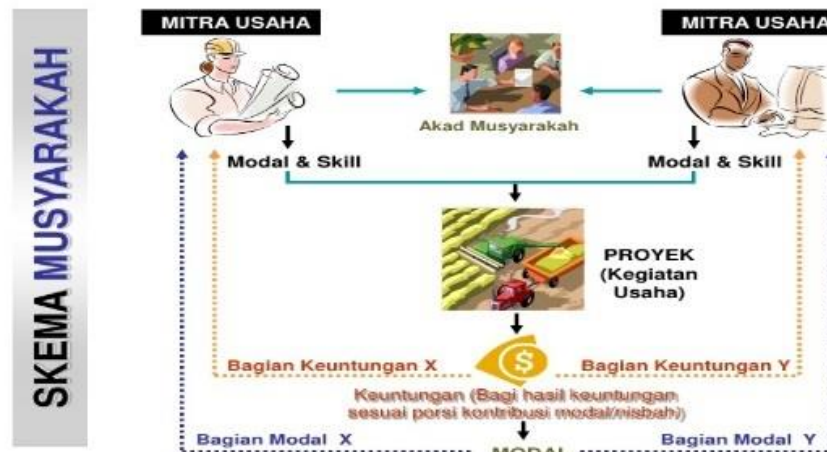 SKEMA MUSYARAKAH
MITRA USAHA
MITRA USAHA
Akad Musyarakah
Modal & Skill
Modal & Skill
PROYEK
(Kegiatan
Usaha)
$
Bagian Keuntungan X
Bagian Keuntungan Y
Keuntungan (Bagi hasil keuntungan
sesuai porsi kontribusi modal/nisbah)
Bagian Modal X
Bagian Modal Y
MODAL